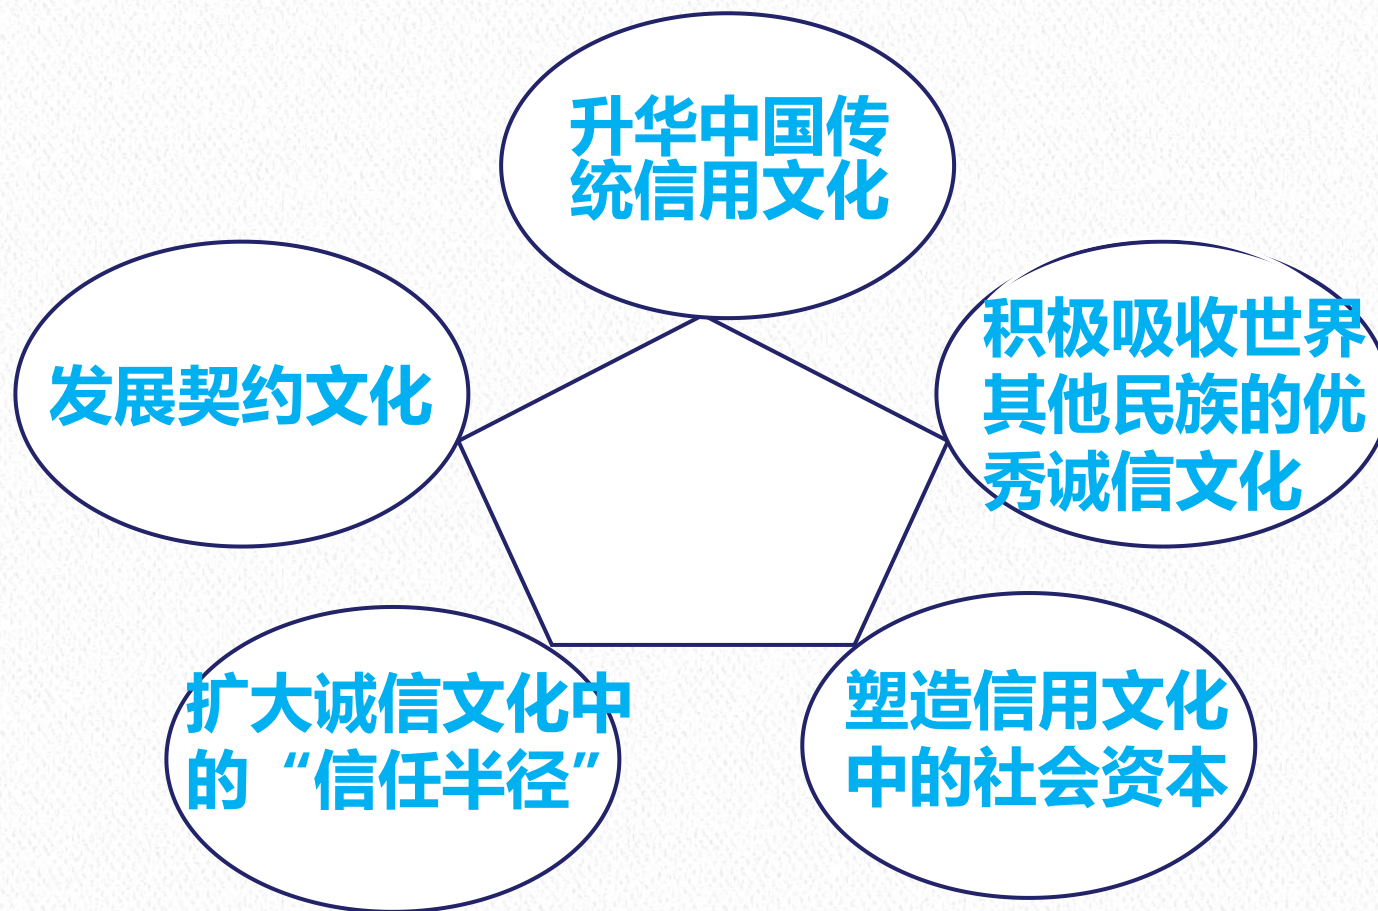 升华中国传
统信用文化
发展契约文化
积极吸收世界
其他民族的优
秀诚信文化
扩大诚信文化中
的“信任半径”
塑造信用文化
中的社会资本